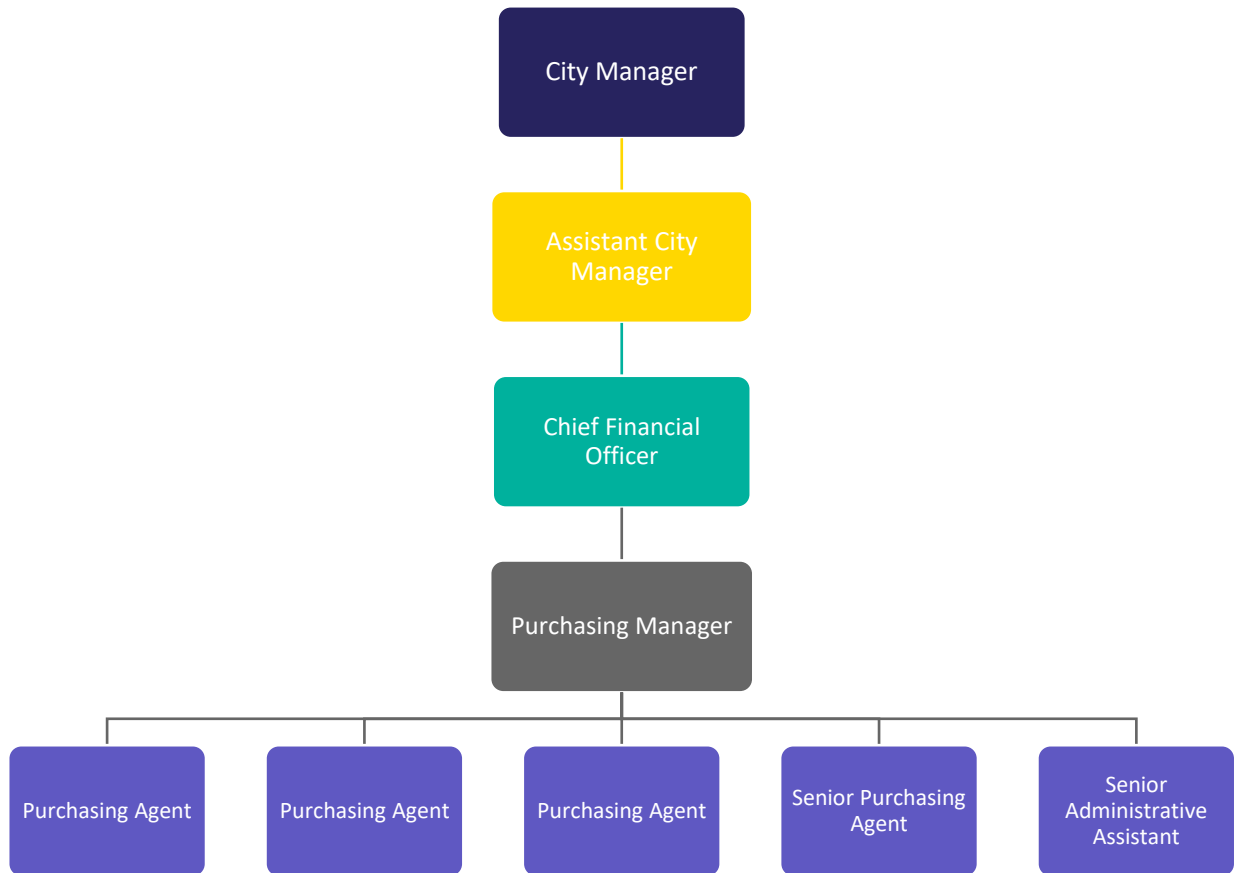 City Manager
Assistant City
Manager
Chief Financial
Officer
Purchasing Manager
Purchasing Agent
Purchasing Agent
Purchasing Agent
Senior Purchasing
Agent
Senior
Administrative
Assistant